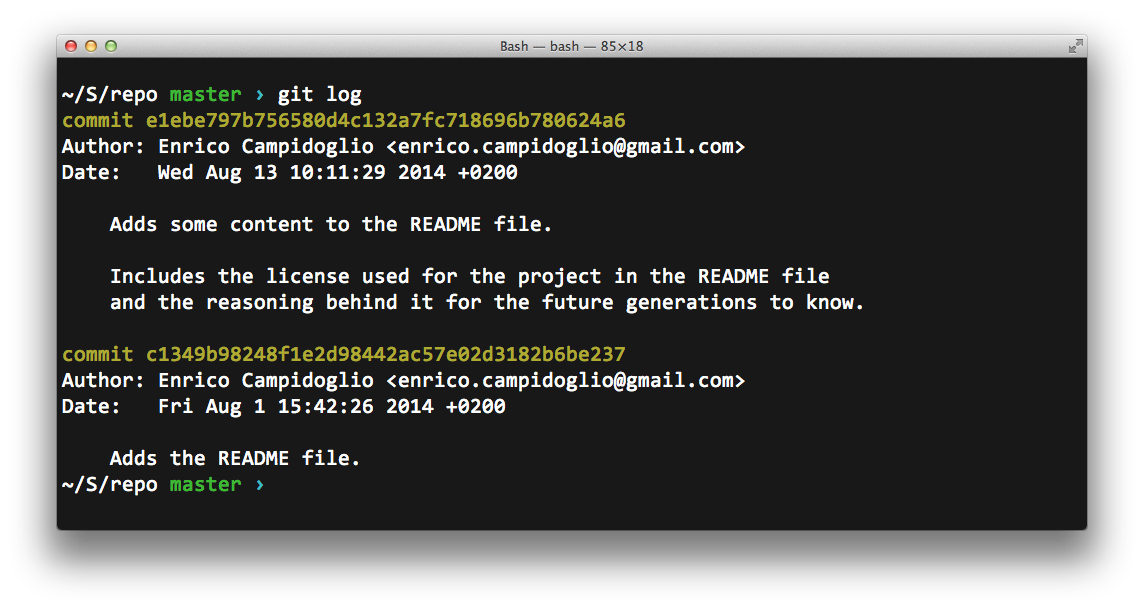 Bash — bash — 85×18
~/S/repo master › git log
commit e1ebe797b756580d4c132a7fc718696b780624a6
Author: Enrico Campidoglio <enrico.campidoglio@gmail.com>
Date:   Wed Aug 13 10:11:29 2014 +0200
    Adds some content to the README file.
    Includes the license used for the project in the README file
    and the reasoning behind it for the future generations to know.
commit c1349b98248f1e2d98442ac57e02d3182b6be237
Author: Enrico Campidoglio <enrico.campidoglio@gmail.com>
Date:   Fri Aug 1 15:42:26 2014 +0200
    Adds the README file.
~/S/repo master ›